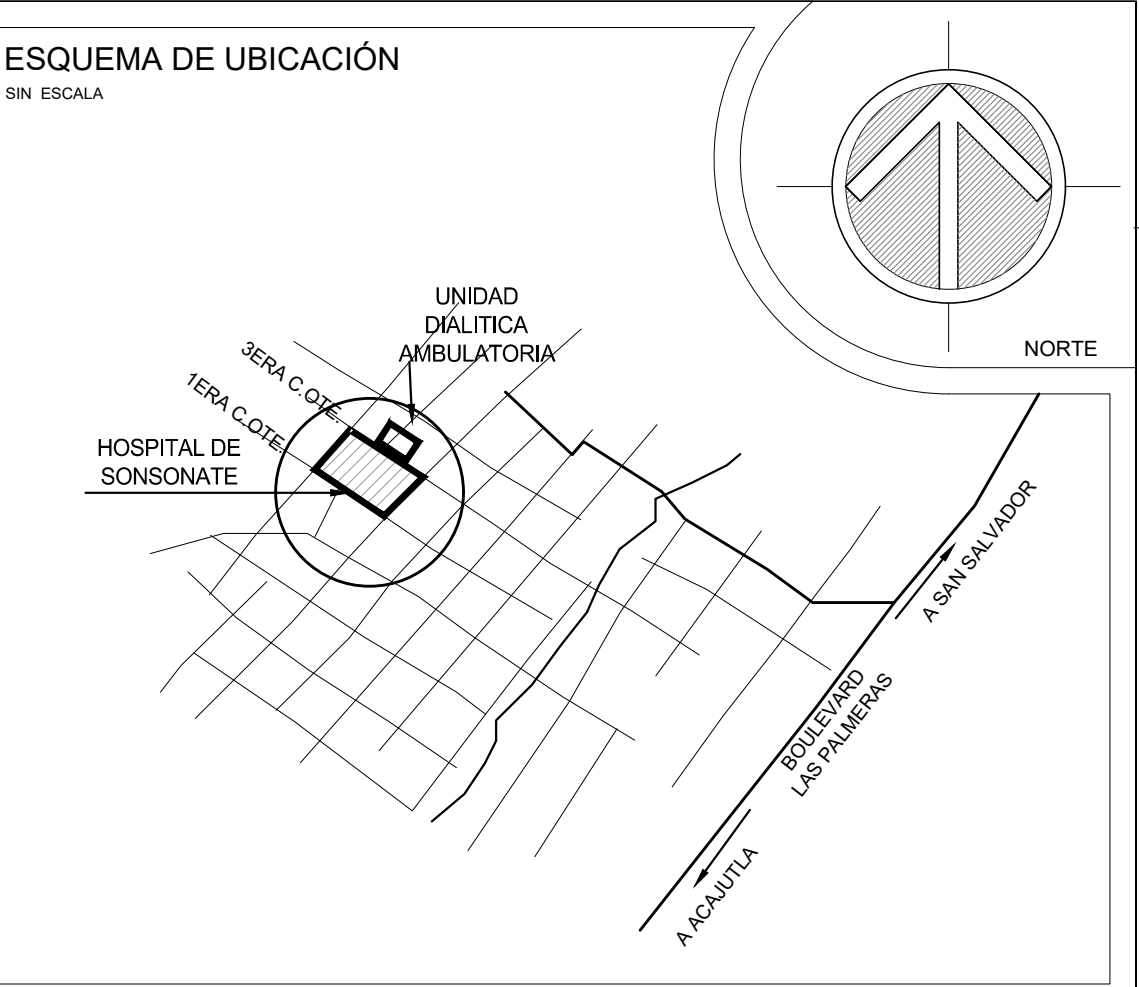 ESQUEMA DE UBICACIÓN
SIN ESCALA
NORTE
UNIDAD
DIALITICA
AMBULATORIA
3ERA C.OTE.
1ERA C.OTE.
HOSPITAL DE
SONSONATE
A SAN SALVADOR
BOULEVARD
LAS PALMERAS
A ACAJUTLA